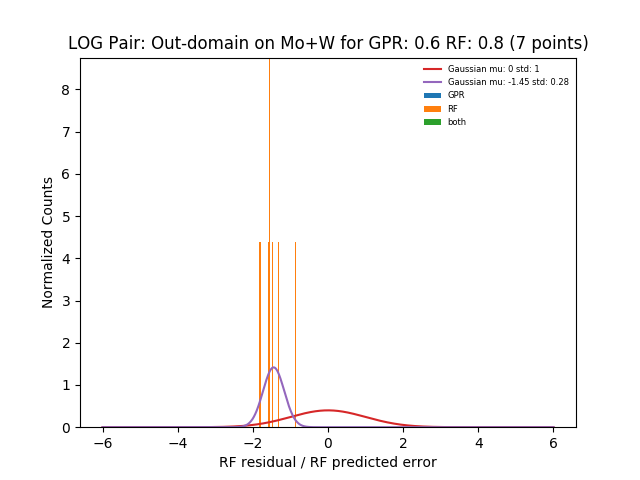 LOG Pair: Out-domain on Mo+W for GPR: 0.6 RF: 0.8 (7 points)
Gaussian mu: 0 std: 1
Gaussian mu: -1.45 std: 0.28
GPR
RF
both
Normalized Counts
8
7
6
5
4
3
2
1
0
−6
−4
−2
0
2
4
6
RF residual / RF predicted error